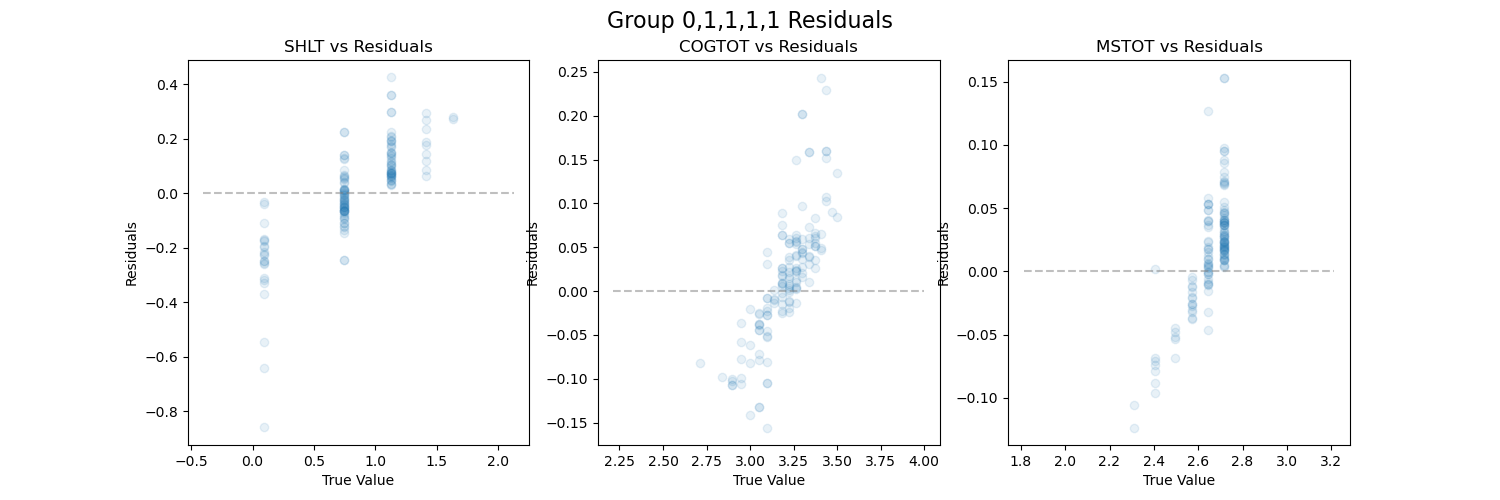 Group 0,1,1,1,1 Residuals
SHLT vs Residuals
0.4
0.2
0.0
−0.2
−0.4
−0.6
−0.8
Residuals
−0.5 0.0 0.5 1.0 1.5 2.0
True Value
COGTOT vs Residuals
0.25
0.20
0.15
0.10
0.05
0.00
−0.05
−0.10
−0.15
Residuals
2.25 2.50 2.75 3.00 3.25 3.50 3.75 4.00
True Value
MSTOT vs Residuals
0.15
0.10
0.05
0.00
−0.05
−0.10
Residuals
1.8 2.0 2.2 2.4 2.6 2.8 3.0 3.2
True Value